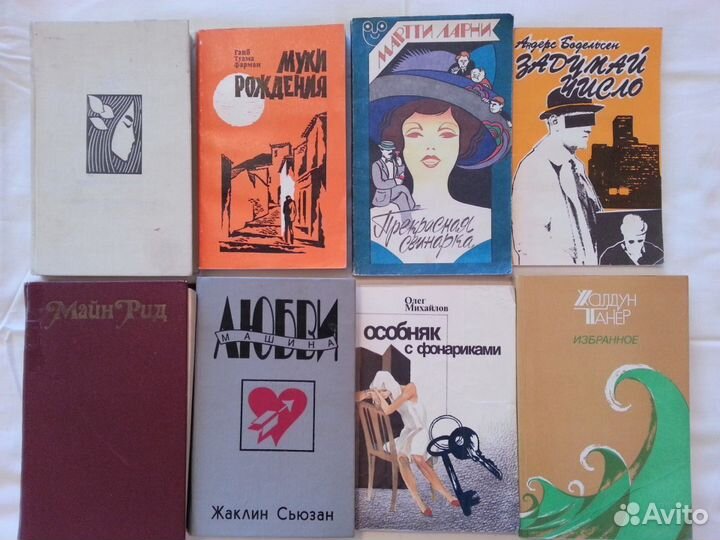 Гаиб
Туама
Фарман
МУКИ
РОЖДЕНИЯ
МАРТТИ ЛАРНИ
Прекрасная
свинарка
Андерс Бодельсен
ЗАДУМАЙ
ЧИСЛО
Майн Рид
МАШИНА
ЛЮБВИ
Жаклин Сьюзан
Олег
Михайлов
ОСОБНЯК
С ФОНАРИКАМИ
ХАЛДУН
ТАНЕР
ИЗБРАННОЕ
Avito